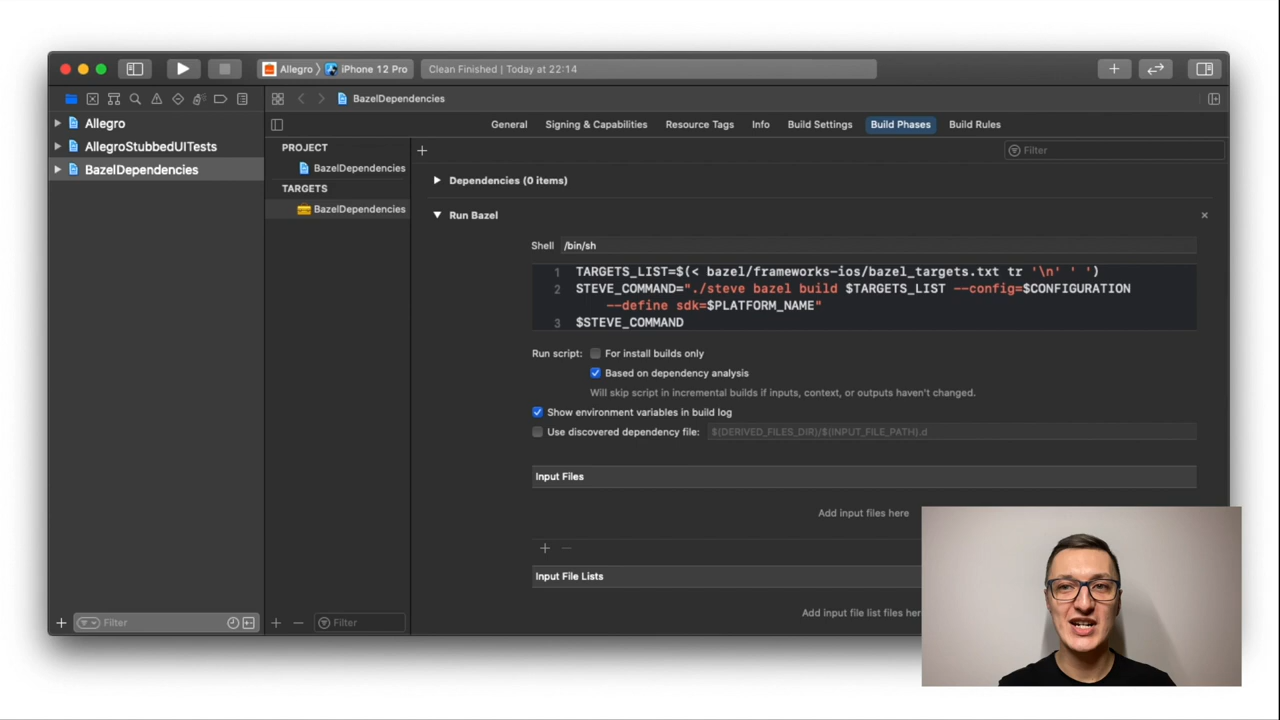 Allegro 〉 iPhone 12 Pro
Clean Finished | Today at 22:14
BazelDependencies
Allegro
AllegroStubbedUITests
BazelDependencies
General Signing & Capabilities Resource Tags Info Build Settings Build Phases Build Rules
PROJECT
BazelDependencies
TARGETS
BazelDependencies
Filter
Dependencies (0 items)
Run Bazel
Shell /bin/sh
1 TARGETS_LIST=$(< bazel/frameworks-ios/bazel_targets.txt tr '\n' ' ')
2 STEVE_COMMAND="./steve bazel build $TARGETS_LIST --config=$CONFIGURATION
--define sdk=$PLATFORM_NAME"
3 $STEVE_COMMAND
Run script: For install builds only
Based on dependency analysis
Will skip script in incremental builds if inputs, context, or outputs haven't changed.
Show environment variables in build log
Use discovered dependency file: $(DERIVED_FILES_DIR)/$(INPUT_FILE_PATH).d
Input Files
Add input files here
Input File Lists
Add input file list files her
Filter
Filter